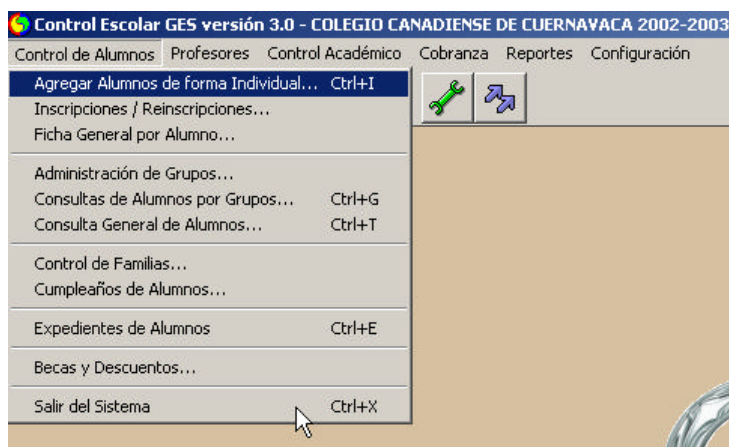 Control Escolar GES versión 3.0 - COLEGIO CANADIENSE DE CUERNAVACA 2002-2003
Control de Alumnos Profesores Control Académico Cobranza Reportes Configuración
Agregar Alumnos de forma Individual... Ctrl+I
Inscripciones / Reinscripciones...
Ficha General por Alumno...
Administración de Grupos...
Consultas de Alumnos por Grupos... Ctrl+G
Consulta General de Alumnos... Ctrl+T
Control de Familias...
Cumpleaños de Alumnos...
Expedientes de Alumnos Ctrl+E
Becas y Descuentos...
Salir del Sistema Ctrl+X